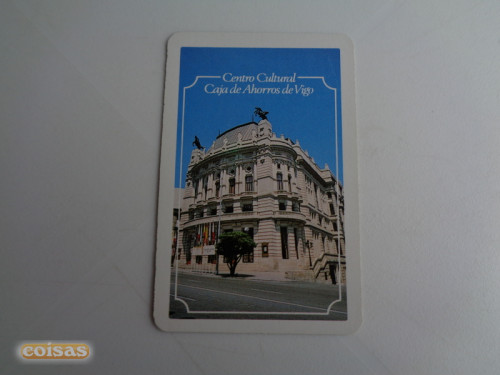 Centro Cultural
Caja de Ahorros de Vigo
coisas